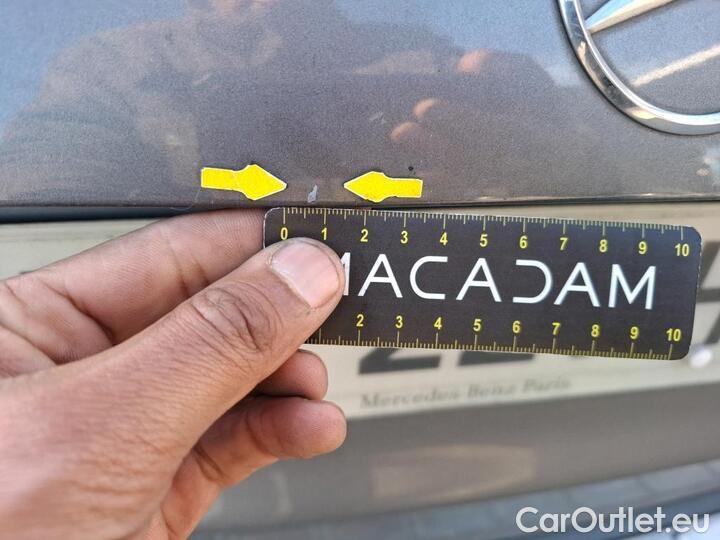 0 1 2 3 4 5 6 7 8 9 10
MACADAM
2 3 4 5 6 7 8 9 10
Mercedes-Benz Paris
CarOutlet.eu